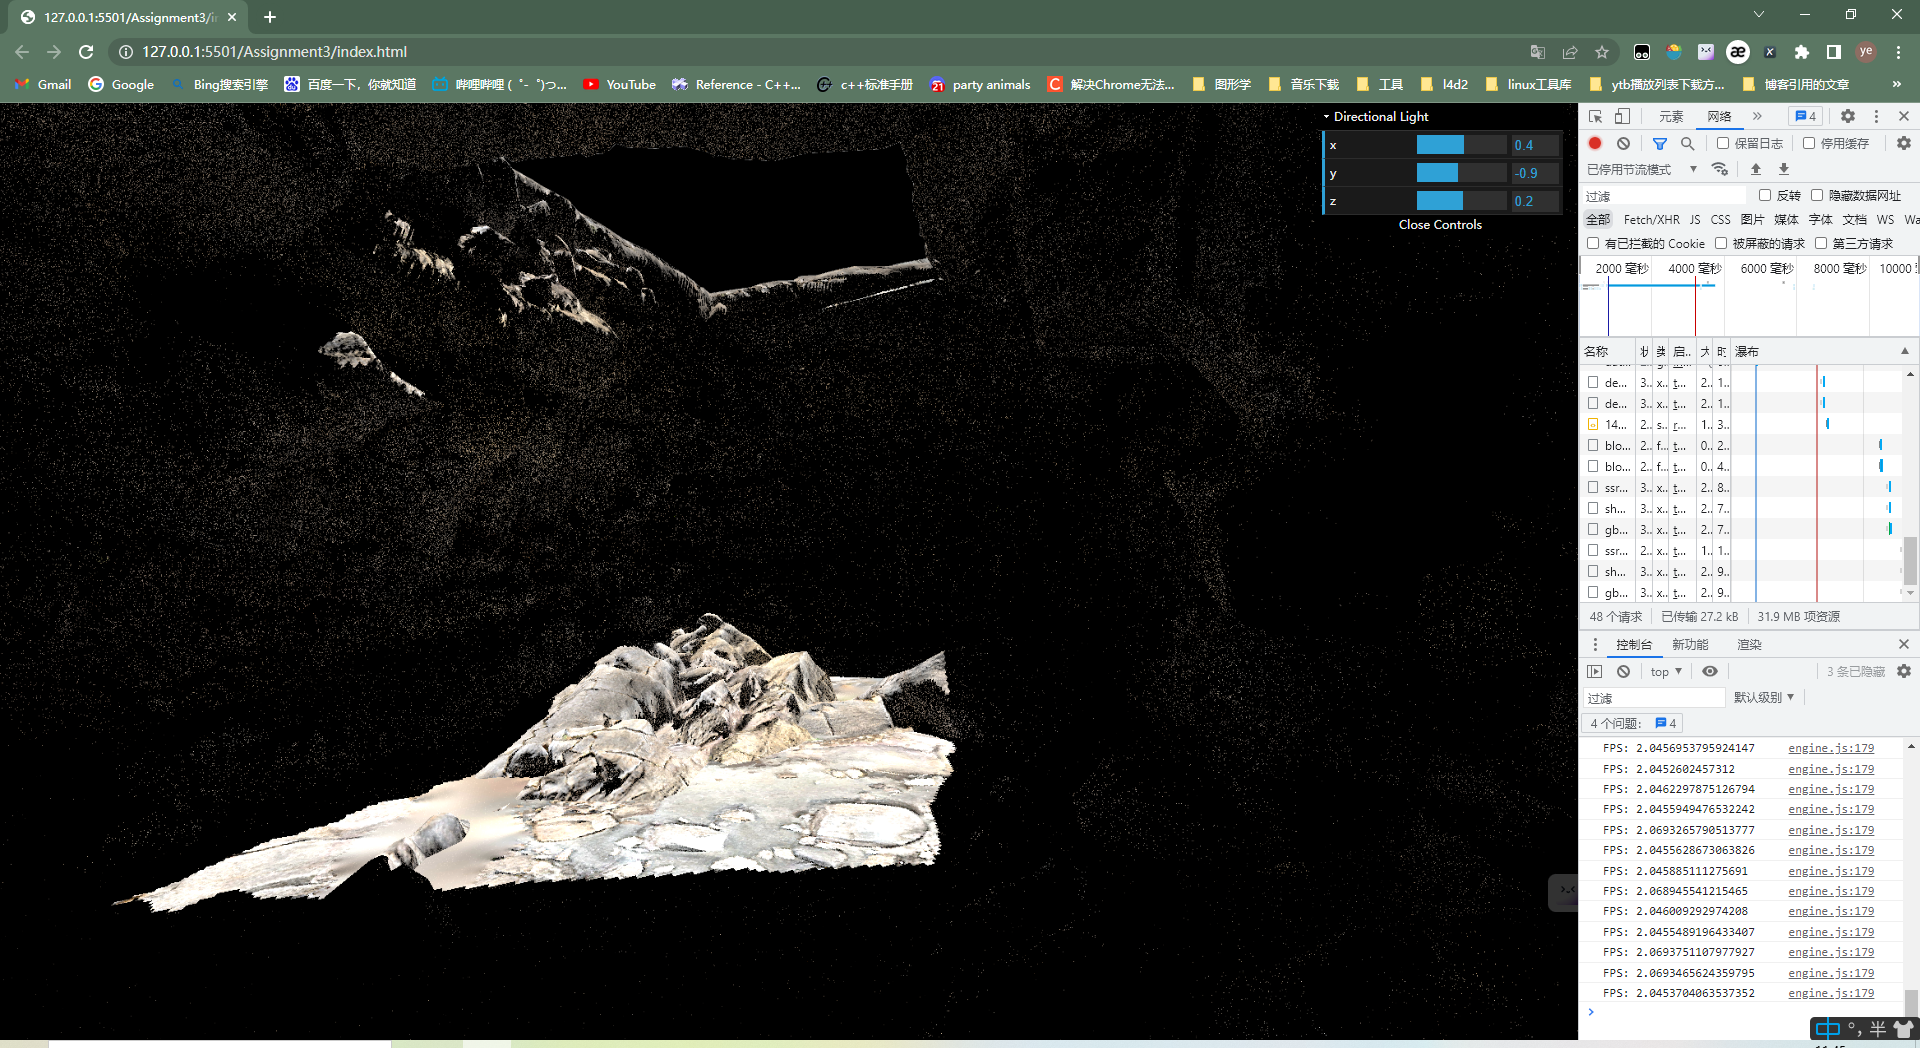 127.0.0.1:5501/Assignment3/in
127.0.0.1:5501/Assignment3/index.html
ye
Gmail
Google
Bing搜索引擎
百度一下，你就知道
哔哩哔哩 ( ゜- ゜)つ...
YouTube
Reference - C++...
c++标准手册
party animals
解决Chrome无法...
图形学
音乐下载
工具
l4d2
linux工具库
ytb播放列表下载方...
博客引用的文章
Directional Light
x 0.4
y -0.9
z 0.2
Close Controls
元素 网络 4
保留日志 停用缓存
已停用节流模式
过滤 反转 隐藏数据网址
全部 Fetch/XHR JS CSS 图片 媒体 字体 文档 WS Wa
有已拦截的 Cookie 被屏蔽的请求 第三方请求
2000 毫秒 4000 毫秒 6000 毫秒 8000 毫秒 10000
名称 启... 瀑布
de... 3.. x.. t... 2.. 1..
de... 3.. x.. t... 2.. 1..
14... 2.. s.. r... 1.. 3..
blo... 2.. f.. t... 0.. 2..
blo... 2.. f.. t... 0.. 4..
ssr... 3.. x.. t... 2.. 8..
sh... 3.. x.. t... 2.. 7..
gb... 3.. x.. t... 2.. 7..
ssr... 2.. x.. t... 1.. 1..
sh... 3.. x.. t... 2.. 9..
gb... 3.. x.. t... 2.. 9..
48 个请求 已传输 27.2 kB 31.9 MB 项资源
控制台 新功能 渲染
top 3 条已隐藏
过滤 默认级别
4 个问题: 4
FPS: 2.0456953795924147 engine.js:179
FPS: 2.0452602457312 engine.js:179
FPS: 2.0462297875126794 engine.js:179
FPS: 2.0455949476532242 engine.js:179
FPS: 2.0693265790513777 engine.js:179
FPS: 2.0455628673063826 engine.js:179
FPS: 2.045885111275691 engine.js:179
FPS: 2.068945541215465 engine.js:179
FPS: 2.046009292974208 engine.js:179
FPS: 2.0455489196433407 engine.js:179
FPS: 2.0693751107977927 engine.js:179
FPS: 2.0693465624359795 engine.js:179
FPS: 2.0453704063537352 engine.js:179
中 °, 半